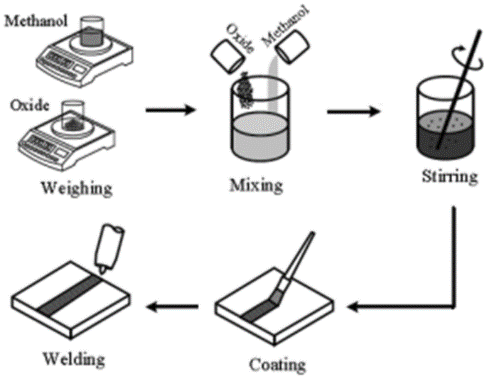 Methanol
Oxide
Weighing
Oxide
Methanol
Mixing
Stirring
Welding
Coating